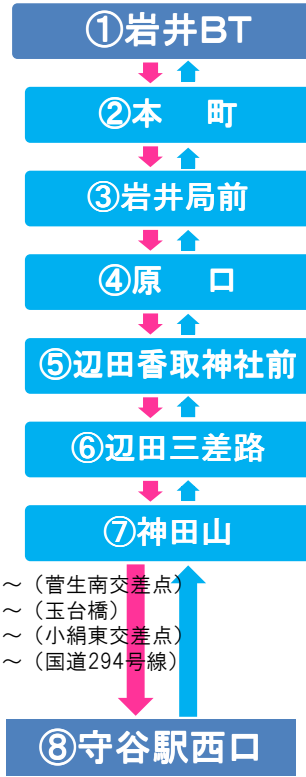 ①岩井BT
②本　町
③岩井局前
④原　口
⑤辺田香取神社前
⑥辺田三差路
⑦神田山
～（菅生南交差点）
～（玉台橋）
～（小絹東交差点）
～（国道294号線）
⑧守谷駅西口